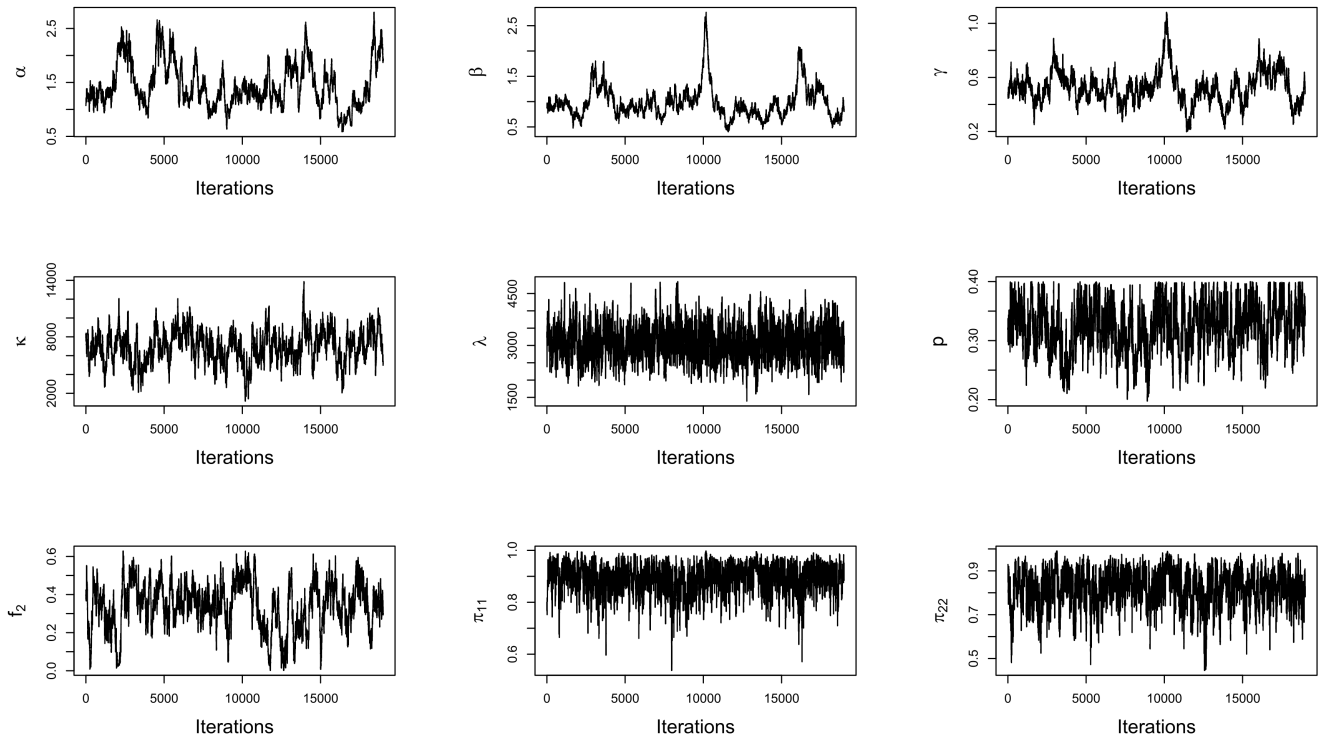 α
0.5 1.5 2.5
0 5000 10000 15000
Iterations
β
0.5 1.5 2.5
0 5000 10000 15000
Iterations
γ
0.2 0.6 1.0
0 5000 10000 15000
Iterations
κ
2000 8000 14000
0 5000 10000 15000
Iterations
λ
1500 3000 4500
0 5000 10000 15000
Iterations
p
0.20 0.30 0.40
0 5000 10000 15000
Iterations
f₂
0.0 0.2 0.4 0.6
0 5000 10000 15000
Iterations
π₁₁
0.6 0.8 1.0
0 5000 10000 15000
Iterations
π₂₂
0.5 0.7 0.9
0 5000 10000 15000
Iterations